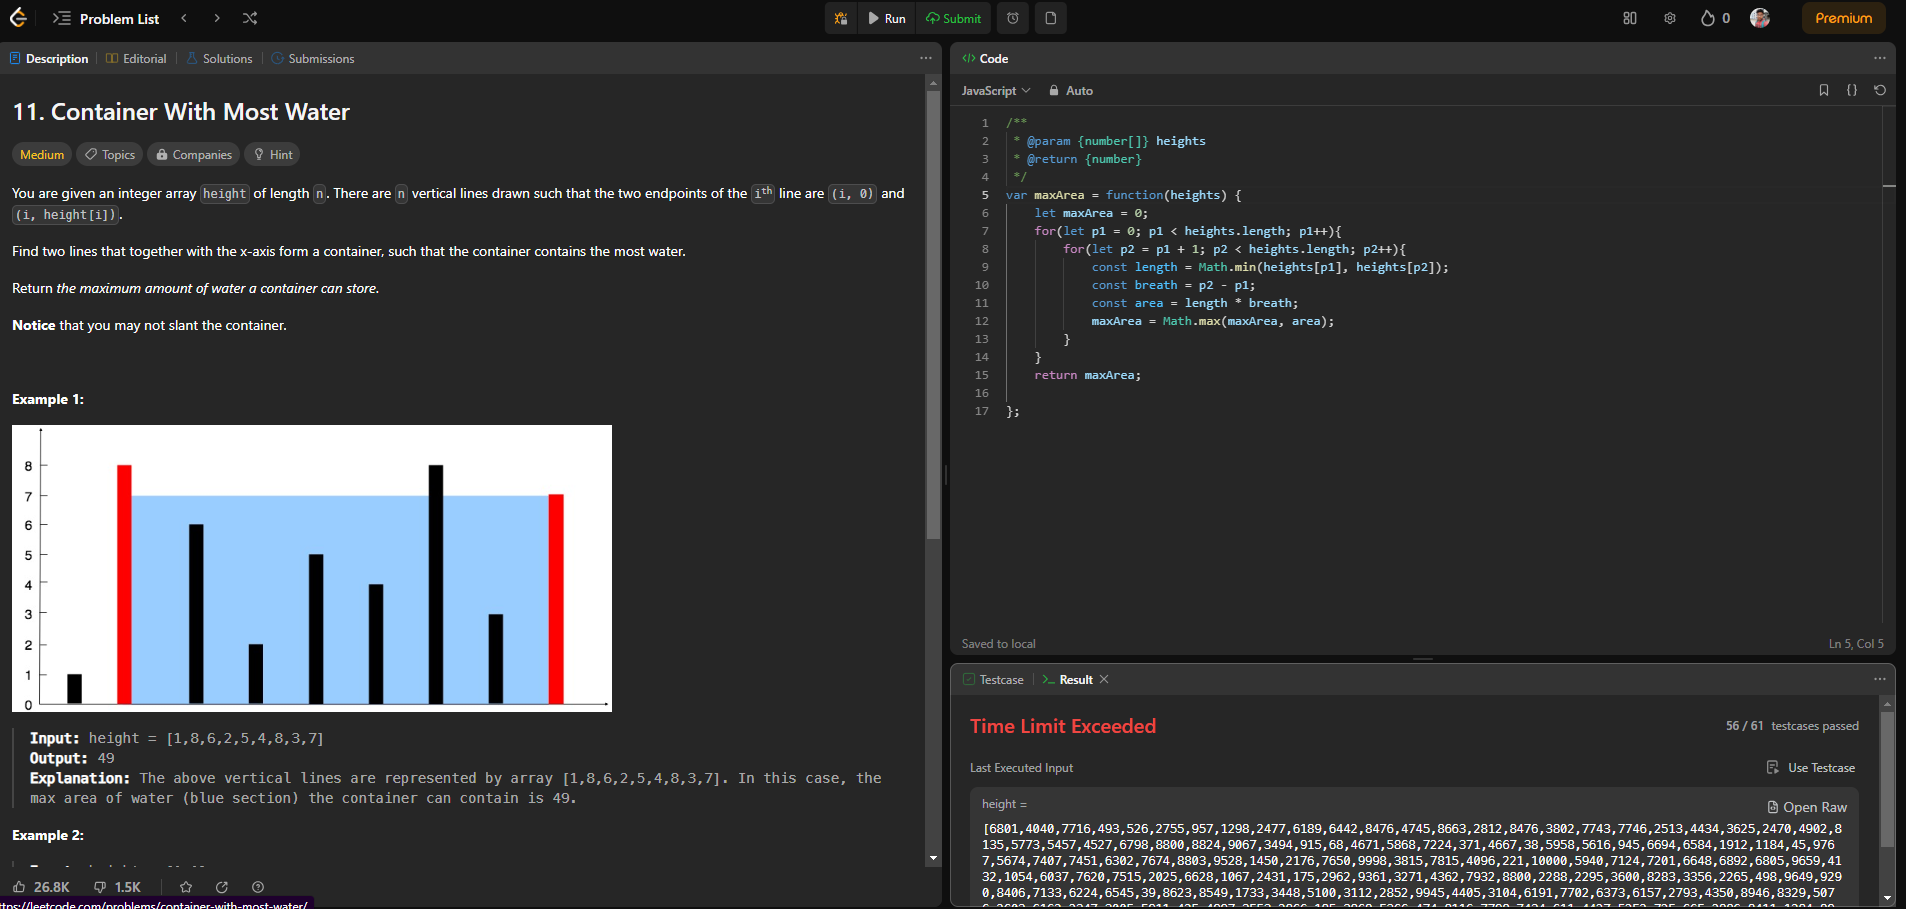 Problem List
Run
Submit
0
Premium
Description
Editorial
Solutions
Submissions
11. Container With Most Water
Medium
Topics
Companies
Hint
You are given an integer array height of length n. There are n vertical lines drawn such that the two endpoints of the ith line are (i, 0) and
(i, height[i]).
Find two lines that together with the x-axis form a container, such that the container contains the most water.
Return the maximum amount of water a container can store.
Notice that you may not slant the container.
Example 1:
8
7
6
5
4
3
2
1
0
Input: height = [1,8,6,2,5,4,8,3,7]
Output: 49
Explanation: The above vertical lines are represented by array [1,8,6,2,5,4,8,3,7]. In this case, the
max area of water (blue section) the container can contain is 49.
Example 2:
26.8K
1.5K
ttps://leetcode.com/problems/container-with-most-water/
</> Code
JavaScript
Auto
1 /**
2 * @param {number[]} heights
3 * @return {number}
4 */
5 var maxArea = function(heights) {
6 let maxArea = 0;
7 for(let p1 = 0; p1 < heights.length; p1++){
8 for(let p2 = p1 + 1; p2 < heights.length; p2++){
9 const length = Math.min(heights[p1], heights[p2]);
10 const breath = p2 - p1;
11 const area = length * breath;
12 maxArea = Math.max(maxArea, area);
13 }
14 }
15 return maxArea;
16
17 };
Saved to local
Ln 5, Col 5
Testcase
Result
Time Limit Exceeded
56 / 61 testcases passed
Last Executed Input
Use Testcase
height =
Open Raw
[6801,4040,7716,493,526,2755,957,1298,2477,6189,6442,8476,4745,8663,2812,8476,3802,7743,7746,2513,4434,3625,2470,4902,8
135,5773,5457,4527,6798,8800,8824,9067,3494,915,68,4671,5868,7224,371,4667,38,5958,5616,945,6694,6584,1912,1184,45,976
7,5674,7407,7451,6302,7674,8803,9528,1450,2176,7650,9998,3815,7815,4096,221,10000,5940,7124,7201,6648,6892,6805,9659,41
32,1054,6037,7620,7515,2025,6628,1067,2431,175,2962,9361,3271,4362,7932,8800,2288,2295,3600,8283,3356,2265,498,9649,929
0,8406,7133,6224,6545,39,8623,8549,1733,3448,5100,3112,2852,9945,4405,3104,6191,7702,6373,6157,2793,4350,8946,8329,507